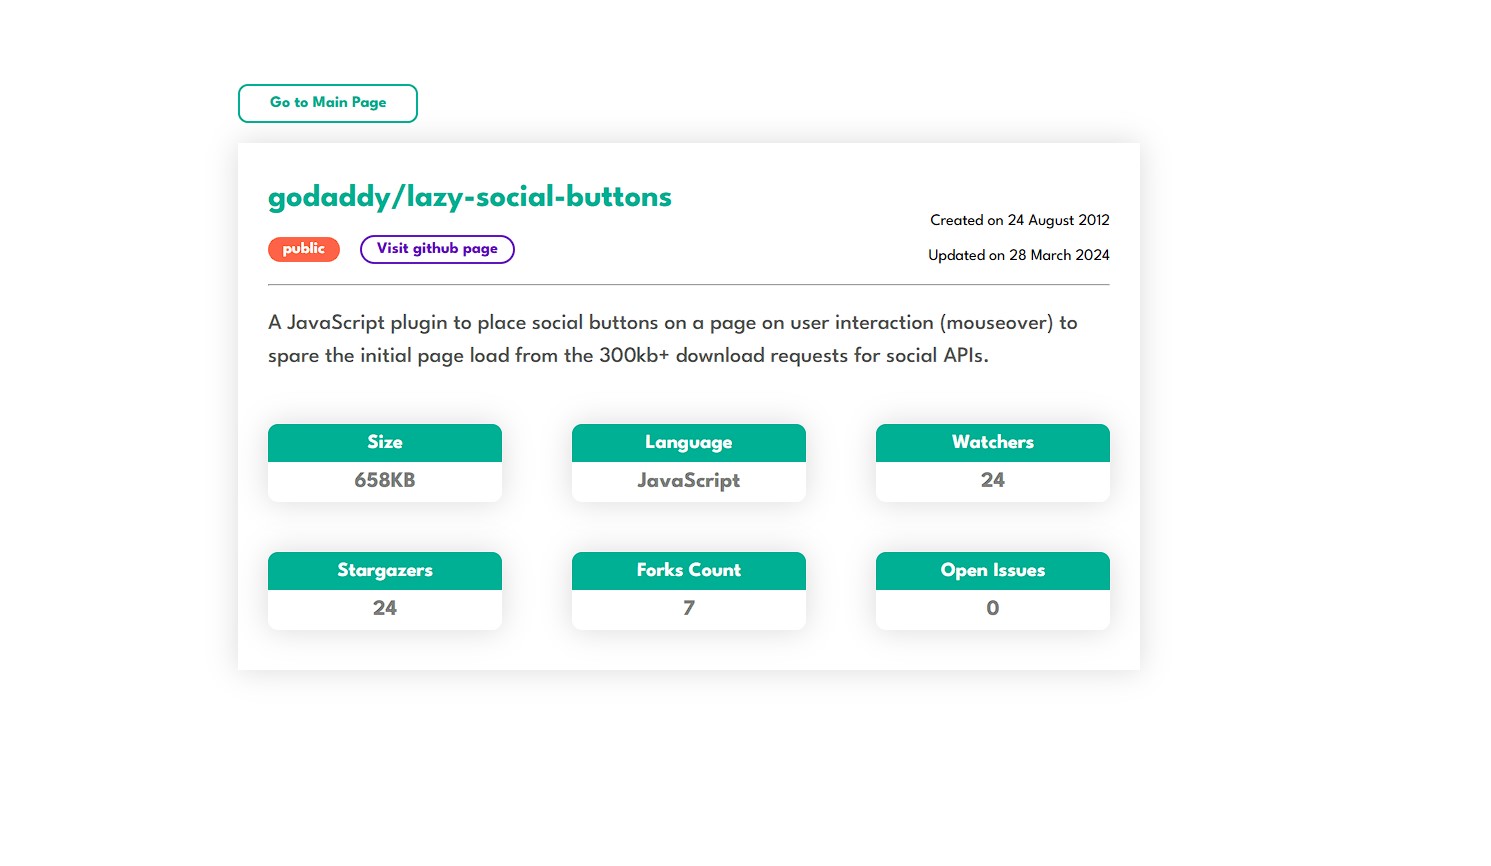 Go to Main Page
godaddy/lazy-social-buttons
public
Visit github page
Created on 24 August 2012
Updated on 28 March 2024
A JavaScript plugin to place social buttons on a page on user interaction (mouseover) to
spare the initial page load from the 300kb+ download requests for social APIs.
Size
658KB
Language
JavaScript
Watchers
24
Stargazers
24
Forks Count
7
Open Issues
0